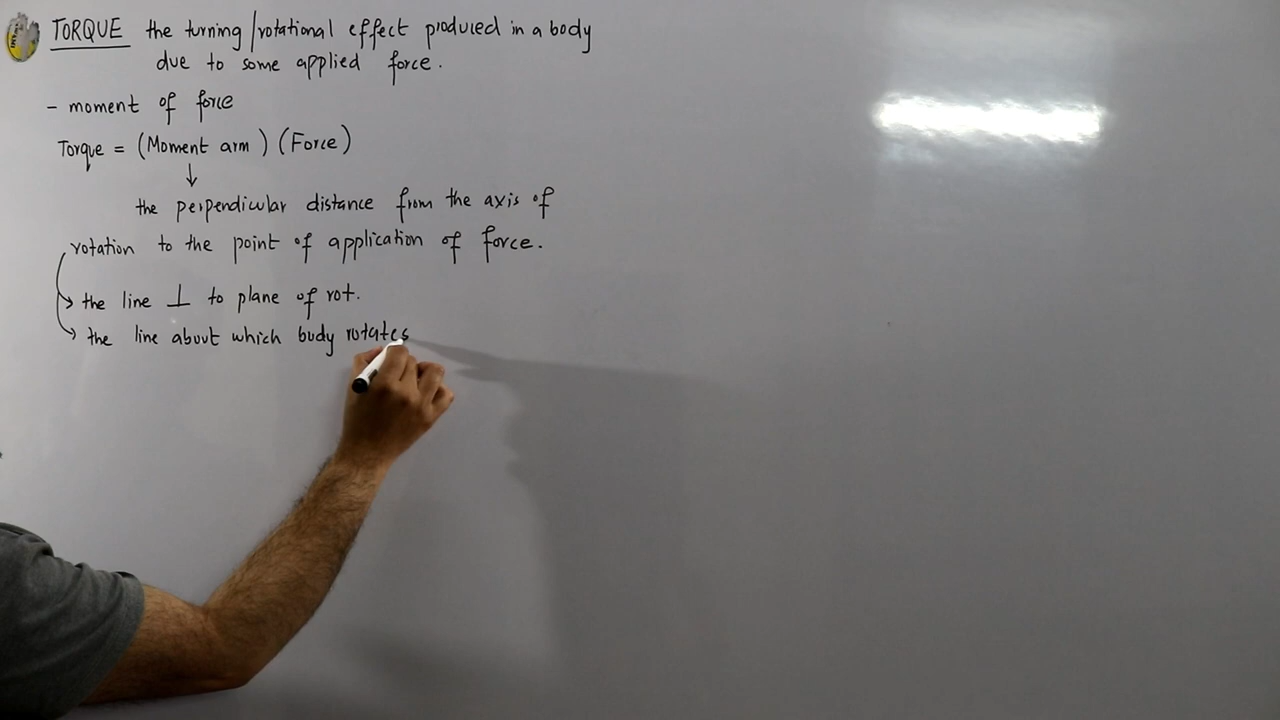 TORQUE the turning/rotational effect produced in a body
due to some applied force.
- moment of force
Torque = (Moment arm) (Force)
↓
the perpendicular distance from the axis of
rotation to the point of application of force.
→ the line ⊥ to plane of rot.
→ the line about which body rotates